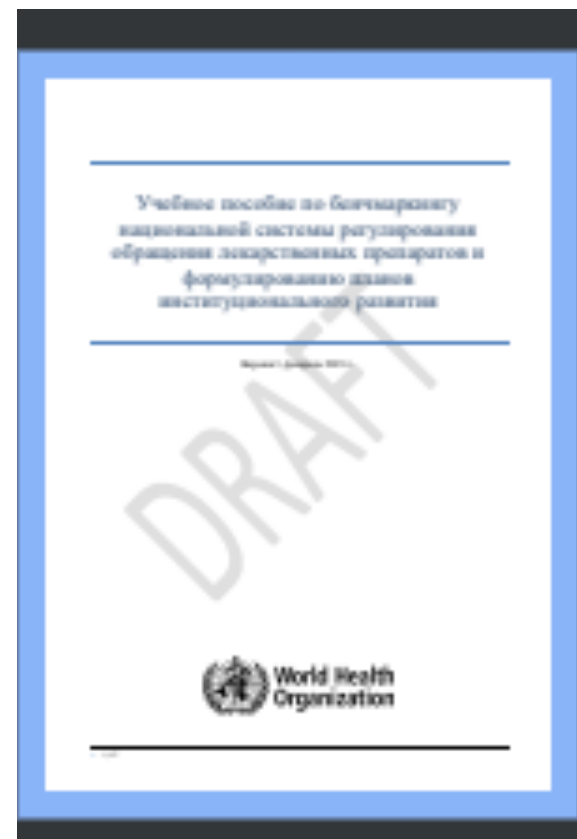 Учебное пособие по бенчмаркингу
национальной системы регулирования
обращения лекарственных препаратов и
формулированию планов
институционального развития
DRAFT
World Health
Organization